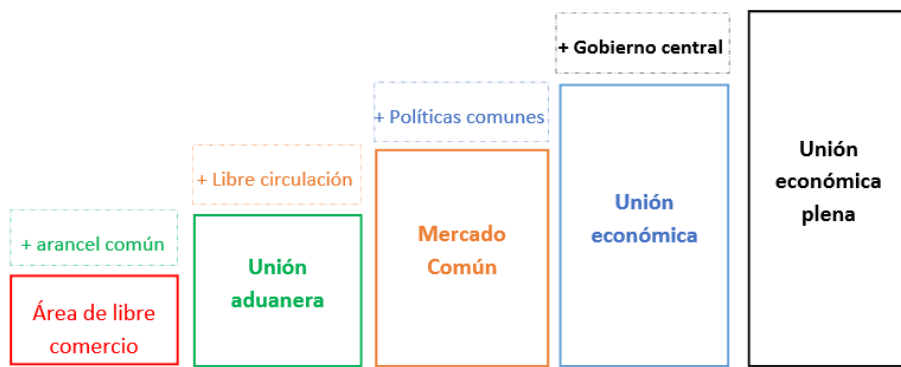 + arancel común
Área de libre
comercio
+ Libre circulación
Unión
aduanera
+ Políticas comunes
Mercado
Común
+ Gobierno central
Unión
económica
Unión
económica
plena